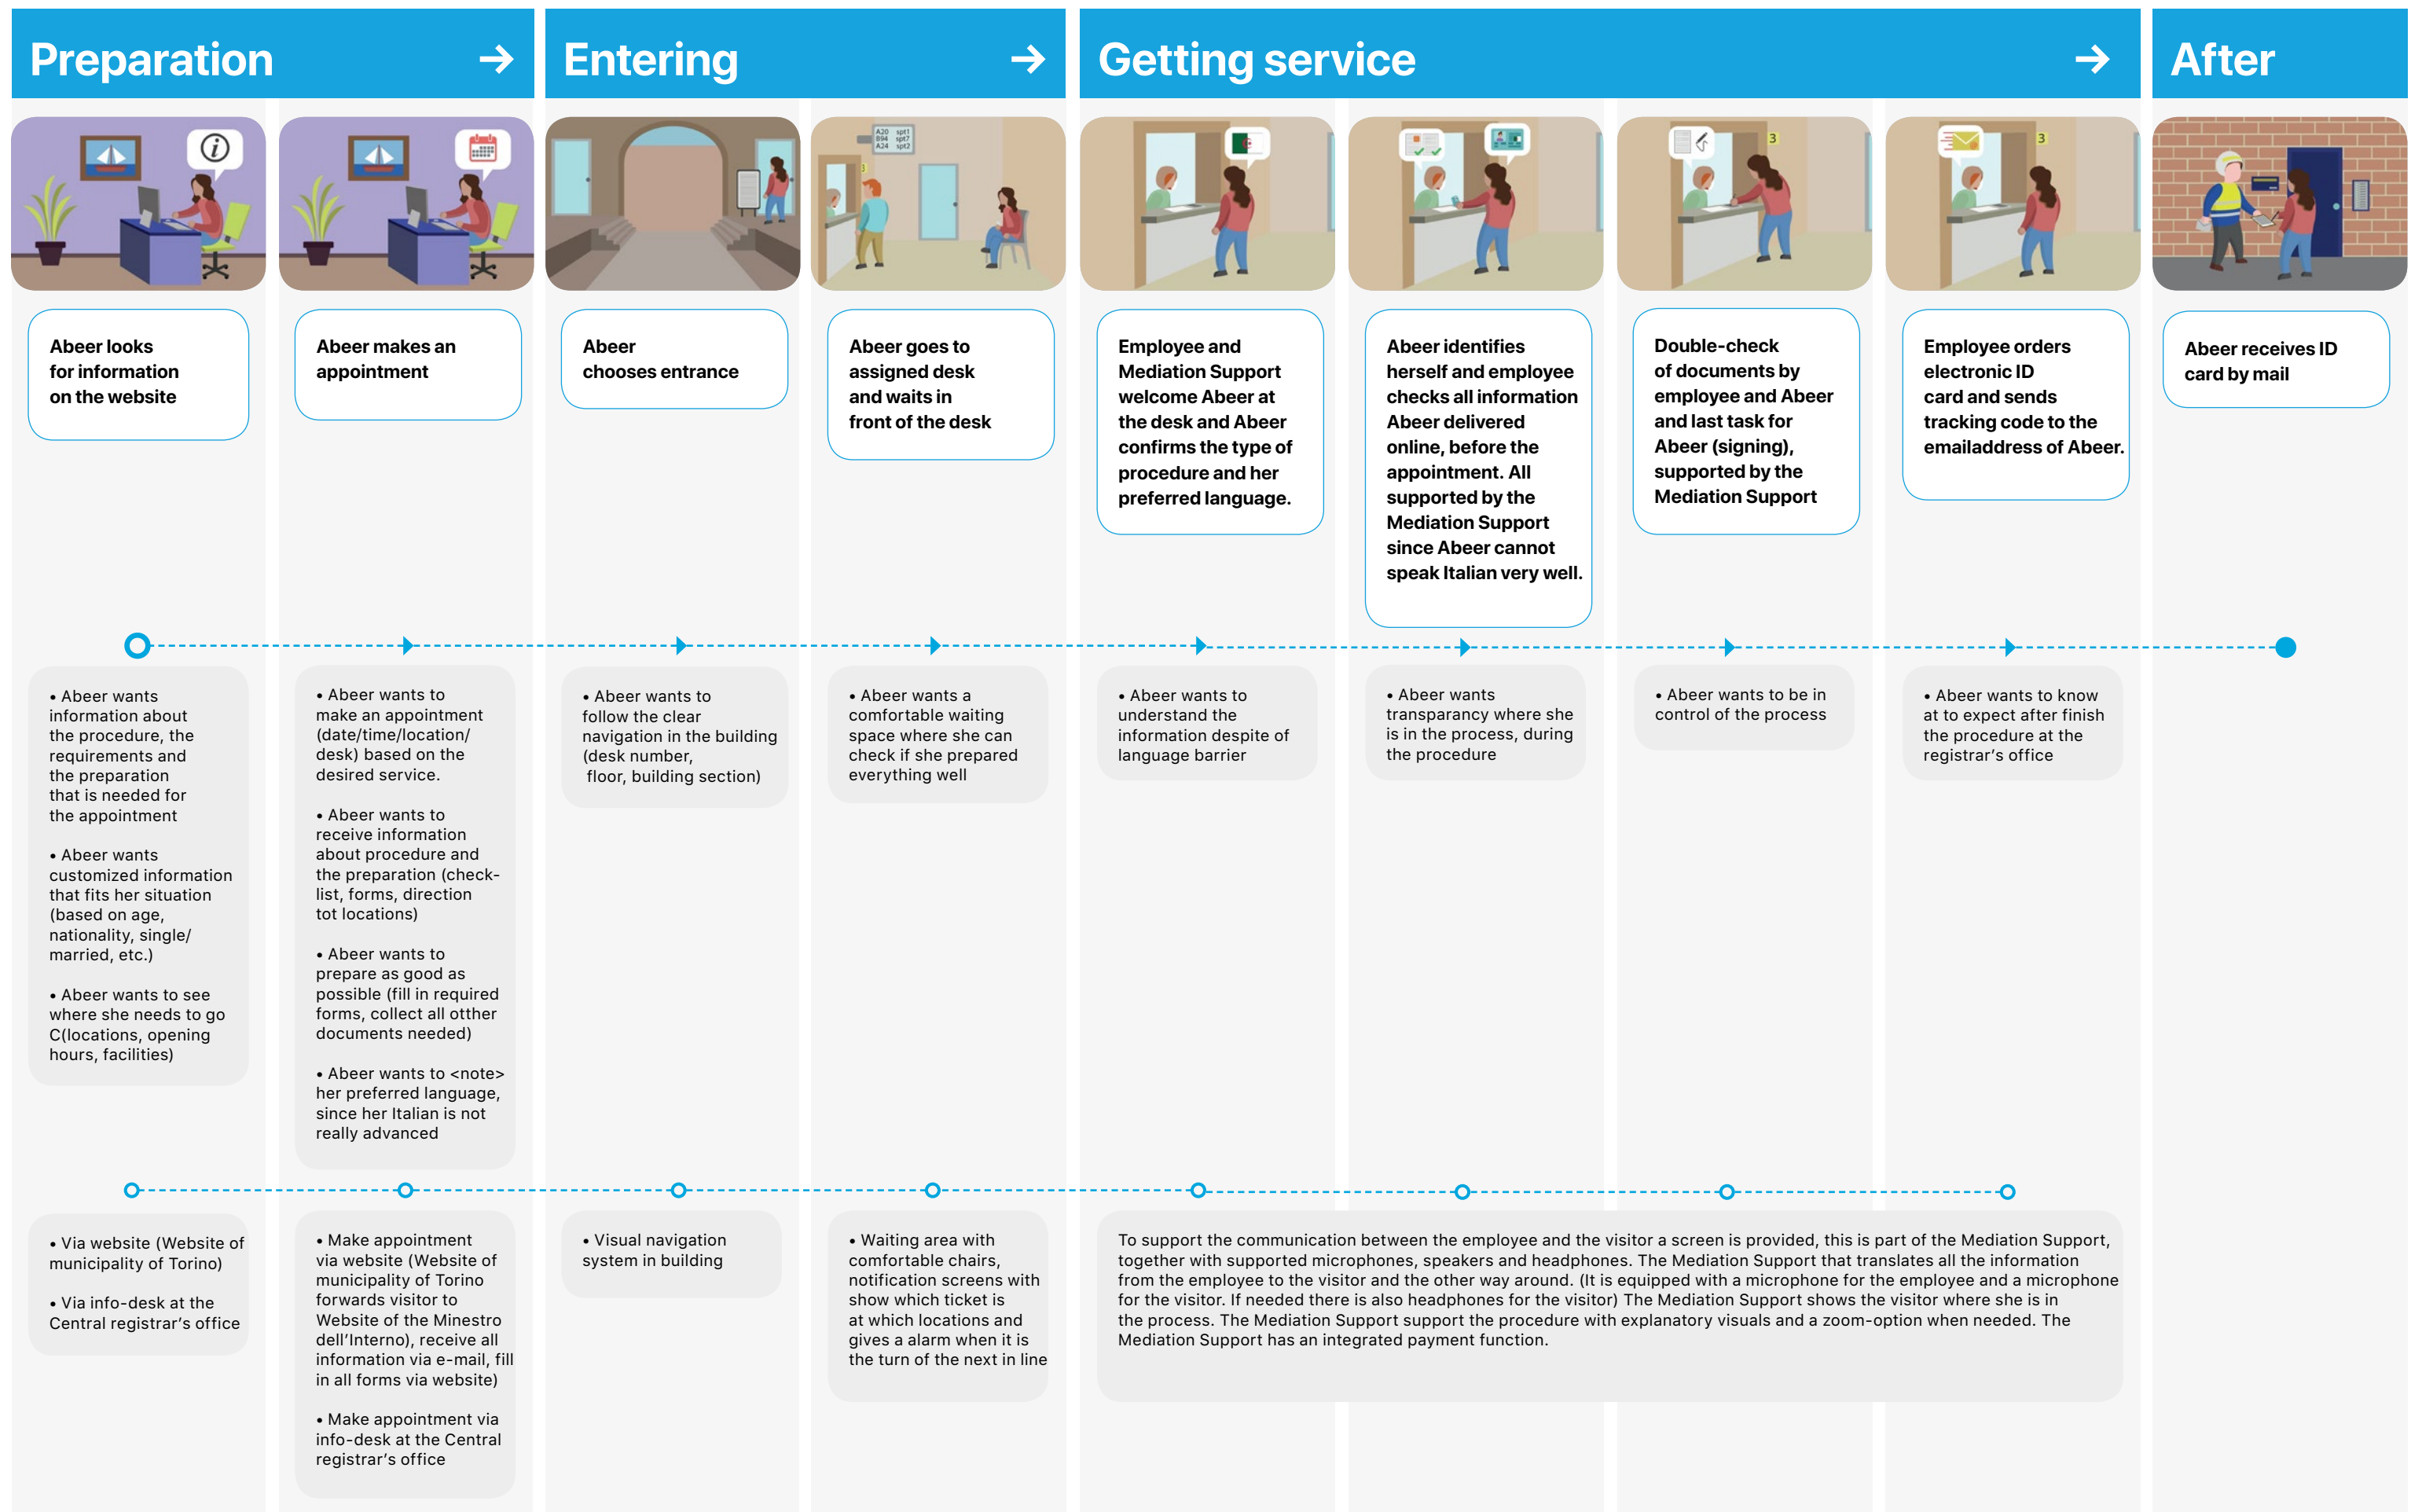 Preparation
Entering
Getting service
After
A20 spt1
B94 spt7
A24 spt2
3
3
3
Abeer looks
for information
on the website
Abeer makes an
appointment
Abeer
chooses entrance
Abeer goes to
assigned desk
and waits in
front of the desk
Employee and
Mediation Support
welcome Abeer at
the desk and Abeer
confirms the type of
procedure and her
preferred language.
Abeer identifies
herself and employee
checks all information
Abeer delivered
online, before the
appointment. All
supported by the
Mediation Support
since Abeer cannot
speak Italian very well.
Double-check
of documents by
employee and Abeer
and last task for
Abeer (signing),
supported by the
Mediation Support
Employee orders
electronic ID
card and sends
tracking code to the
emailaddress of Abeer.
Abeer receives ID
card by mail
• Abeer wants
information about
the procedure, the
requirements and
the preparation
that is needed for
the appointment
• Abeer wants
customized information
that fits her situation
(based on age,
nationality, single/
married, etc.)
• Abeer wants to see
where she needs to go
C(locations, opening
hours, facilities)
• Abeer wants to
make an appointment
(date/time/location/
desk) based on the
desired service.
• Abeer wants to
receive information
about procedure and
the preparation (check-
list, forms, direction
tot locations)
• Abeer wants to
prepare as good as
possible (fill in required
forms, collect all otther
documents needed)
• Abeer wants to <note>
her preferred language,
since her Italian is not
really advanced
• Abeer wants to
follow the clear
navigation in the building
(desk number,
floor, building section)
• Abeer wants a
comfortable waiting
space where she can
check if she prepared
everything well
• Abeer wants to
understand the
information despite of
language barrier
• Abeer wants
transparancy where she
is in the process, during
the procedure
• Abeer wants to be in
control of the process
• Abeer wants to know
at to expect after finish
the procedure at the
registrar's office
• Via website (Website of
municipality of Torino)
• Via info-desk at the
Central registrar's office
• Make appointment
via website (Website of
municipality of Torino
forwards visitor to
Website of the Minestro
dell'Interno), receive all
information via e-mail, fill
in all forms via website)
• Make appointment via
info-desk at the Central
registrar's office
• Visual navigation
system in building
• Waiting area with
comfortable chairs,
notification screens with
show which ticket is
at which locations and
gives a alarm when it is
the turn of the next in line
To support the communication between the employee and the visitor a screen is provided, this is part of the Mediation Support,
together with supported microphones, speakers and headphones. The Mediation Support that translates all the information
from the employee to the visitor and the other way around. (It is equipped with a microphone for the employee and a microphone
for the visitor. If needed there is also headphones for the visitor) The Mediation Support shows the visitor where she is in
the process. The Mediation Support support the procedure with explanatory visuals and a zoom-option when needed. The
Mediation Support has an integrated payment function.